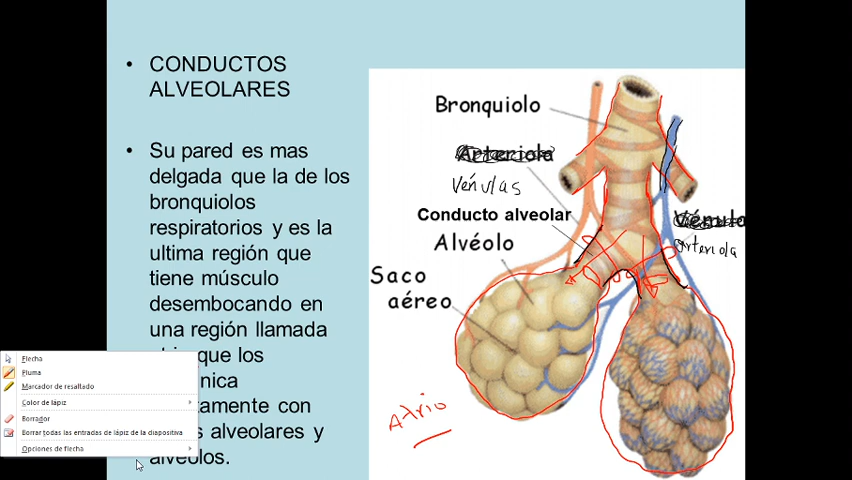 • CONDUCTOS
ALVEOLARES
• Su pared es mas
delgada que la de los
bronquiolos
respiratorios y es la
ultima región que
tiene músculo
desembocando en
una región llamada
que los
nica
tamente con
alveolares y
alvéolos.
Flecha
Pluma
Marcador de resaltado
Color de lápiz
Borrador
Borrar todas las entradas de lápiz de la diapositiva
Opciones de flecha
Bronquiolo
Arteriola
Vénulas
Conducto alveolar
Vénula
arteriola
Alvéolo
Saco
aéreo
Atrio